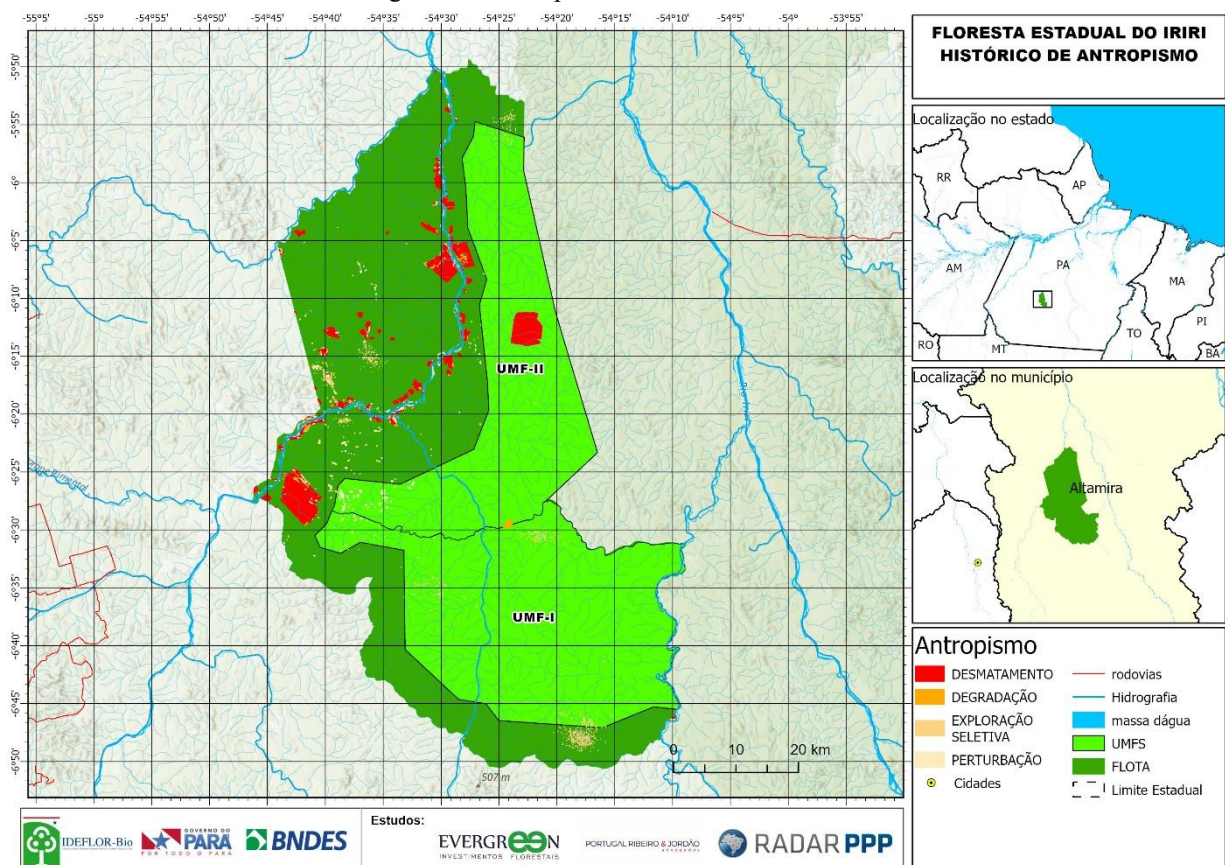 -55°5'
-55°
-54°55'
-54°50'
-54°45'
-54°40'
-54°35'
-54°30'
-54°25'
-54°20'
-54°15'
-54°10'
-54°5'
-54°
-53°55'
-5°50'
-5°55'
-6°
-6°5'
-6°10'
-6°15'
-6°20'
-6°25'
-6°30'
-6°35'
-6°40'
-6°45'
-6°50'
UMF-II
UMF-I
0 10 20 km
507 m
FLORESTA ESTADUAL DO IRIRI
HISTÓRICO DE ANTROPISMO
Localização no estado
RR
AP
AM
PA
MA
PI
TO
RO
MT
BA
Localização no município
Altamira
Antropismo
DESMATAMENTO
DEGRADAÇÃO
EXPLORAÇÃO
SELETIVA
PERTURBAÇÃO
Cidades
rodovias
Hidrografia
massa dágua
UMFS
FLOTA
Limite Estadual
IDEFLOR-Bio
GOVERNO DO
PARÁ
POR TODO O PARÁ
BNDES
Estudos:
EVERGREEN
INVESTIMENTOS FLORESTAIS
PORTUGAL RIBEIRO & JORDÃO
advogados
RADAR PPP